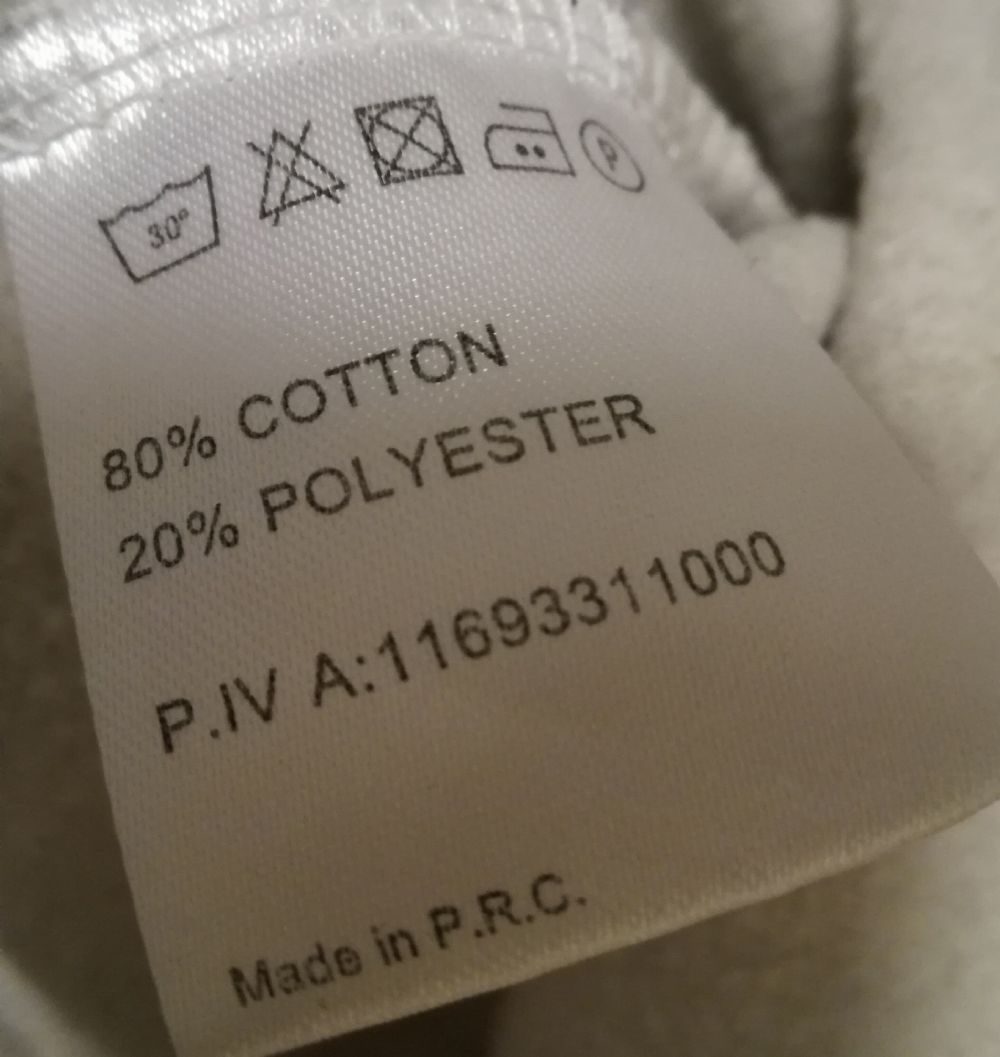 30°
P
80% COTTON
20% POLYESTER
P.IV A:11693311000
Made in P.R.C.